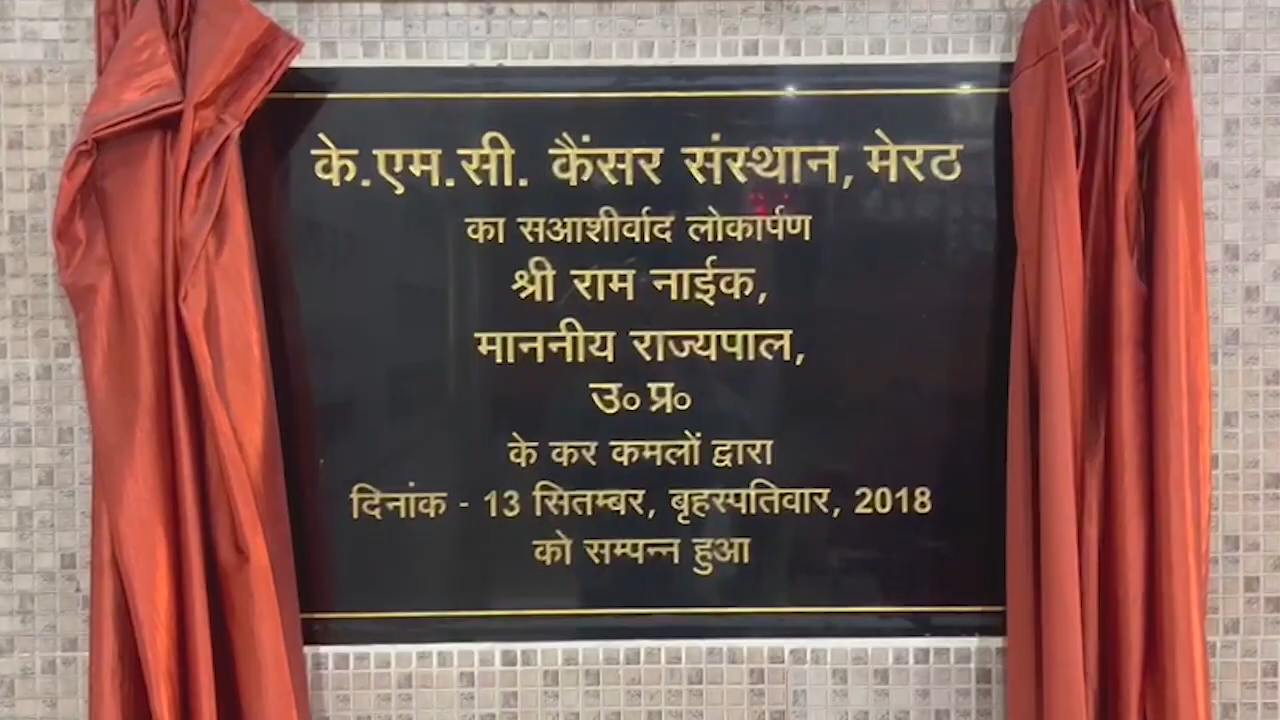 के.एम.सी. कैंसर संस्थान, मेरठ
का सआशीर्वाद लोकार्पण
श्री राम नाईक,
माननीय राज्यपाल,
उ० प्र०
के कर कमलों द्वारा
दिनांक - 13 सितम्बर, बृहस्पतिवार, 2018
को सम्पन्न हुआ